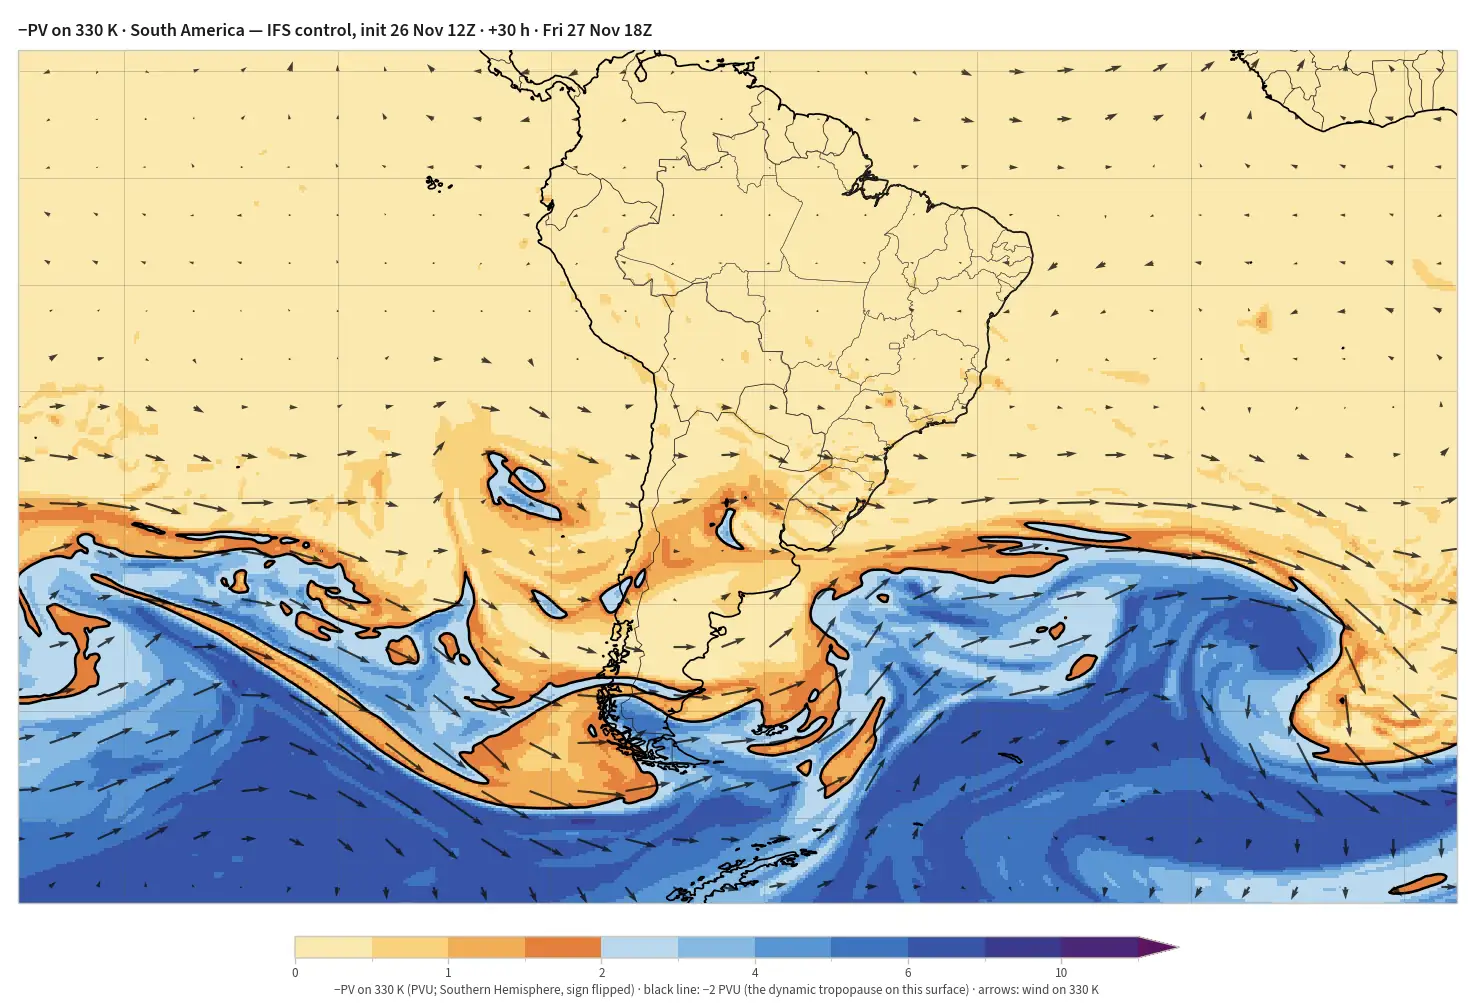 −PV on 330 K · South America — IFS control, init 26 Nov 12Z · +30 h · Fri 27 Nov 18Z
0 1 2 4 6 10
−PV on 330 K (PVU; Southern Hemisphere, sign flipped) · black line: −2 PVU (the dynamic tropopause on this surface) · arrows: wind on 330 K